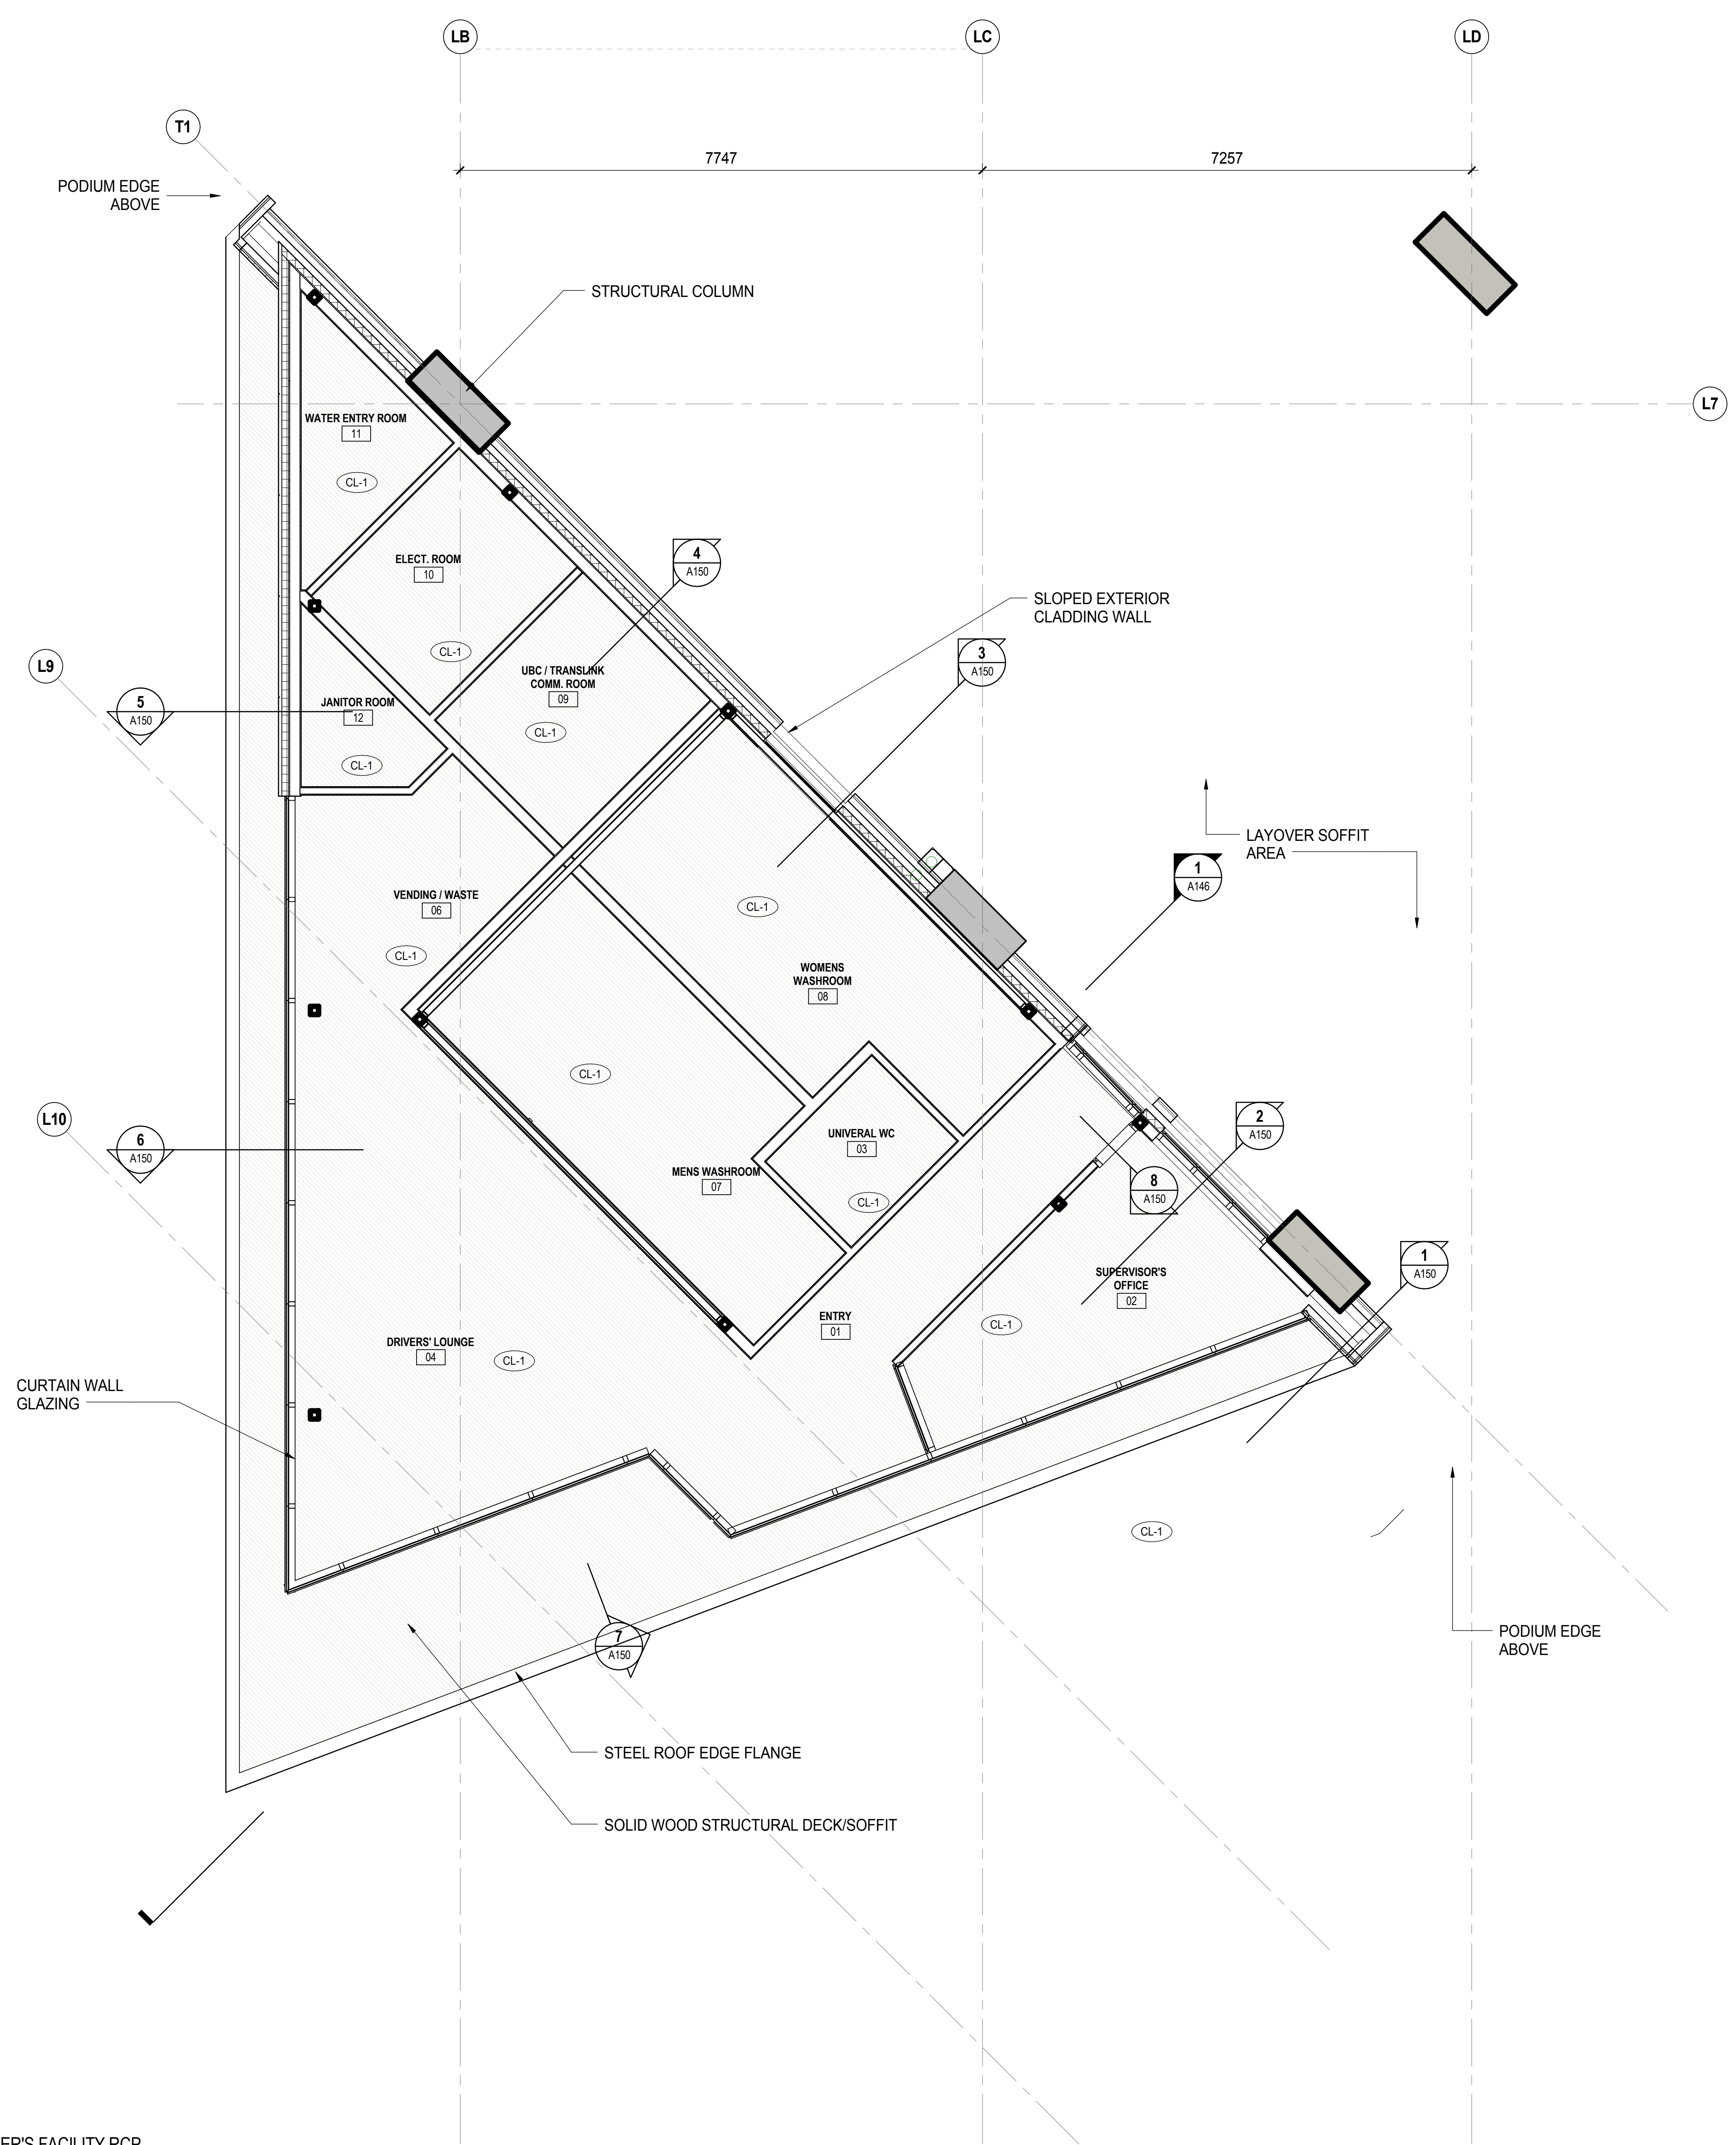 LB
LC
LD
T1
7747
7257
PODIUM EDGE
ABOVE
STRUCTURAL COLUMN
L7
WATER ENTRY ROOM
11
CL-1
4
A150
ELECT. ROOM
10
CL-1
SLOPED EXTERIOR
CLADDING WALL
3
A150
L9
UBC / TRANSLINK
COMM. ROOM
09
CL-1
5
A150
JANITOR ROOM
12
CL-1
LAYOVER SOFFIT
AREA
1
A146
VENDING / WASTE
06
CL-1
CL-1
WOMENS
WASHROOM
08
CL-1
L10
6
A150
2
A150
UNIVERAL WC
03
CL-1
MENS WASHROOM
07
8
A150
1
A150
SUPERVISOR'S
OFFICE
02
CL-1
ENTRY
01
DRIVERS' LOUNGE
04
CL-1
CURTAIN WALL
GLAZING
CL-1
7
A150
PODIUM EDGE
ABOVE
STEEL ROOF EDGE FLANGE
SOLID WOOD STRUCTURAL DECK/SOFFIT
ER'S FACILITY RCP